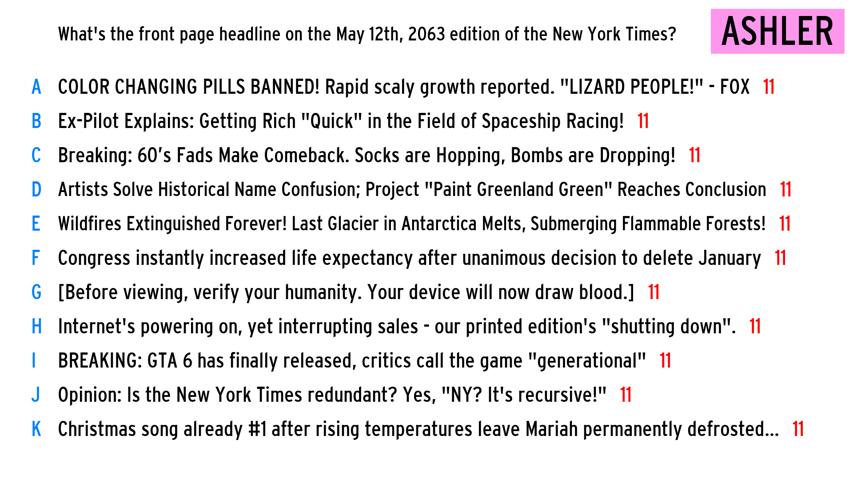 What's the front page headline on the May 12th, 2063 edition of the New York Times?
ASHLER
A COLOR CHANGING PILLS BANNED! Rapid scaly growth reported. "LIZARD PEOPLE!" - FOX 11
B Ex-Pilot Explains: Getting Rich "Quick" in the Field of Spaceship Racing! 11
C Breaking: 60's Fads Make Comeback. Socks are Hopping, Bombs are Dropping! 11
D Artists Solve Historical Name Confusion; Project "Paint Greenland Green" Reaches Conclusion 11
E Wildfires Extinguished Forever! Last Glacier in Antarctica Melts, Submerging Flammable Forests! 11
F Congress instantly increased life expectancy after unanimous decision to delete January 11
G [Before viewing, verify your humanity. Your device will now draw blood.] 11
H Internet's powering on, yet interrupting sales - our printed edition's "shutting down". 11
I BREAKING: GTA 6 has finally released, critics call the game "generational" 11
J Opinion: Is the New York Times redundant? Yes, "NY? It's recursive!" 11
K Christmas song already #1 after rising temperatures leave Mariah permanently defrosted... 11